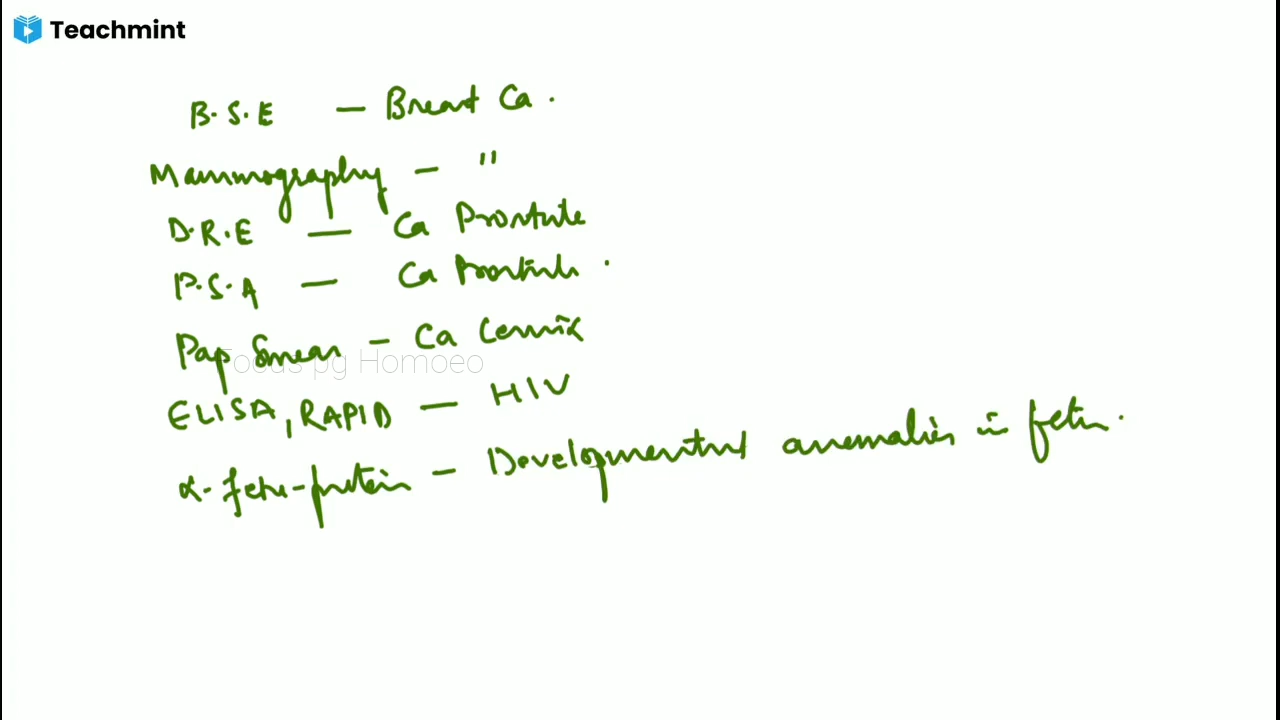 Teachmint
B.S.E — Breast Ca.
Mammography — "
D.R.E — Ca Prostate
P.S.A — Ca Prostate.
Pap Smear — Ca Cervix
Focus pg Homoeo
ELISA, RAPID — HIV
α-feto-protein — Developmental anomalies in fetus.